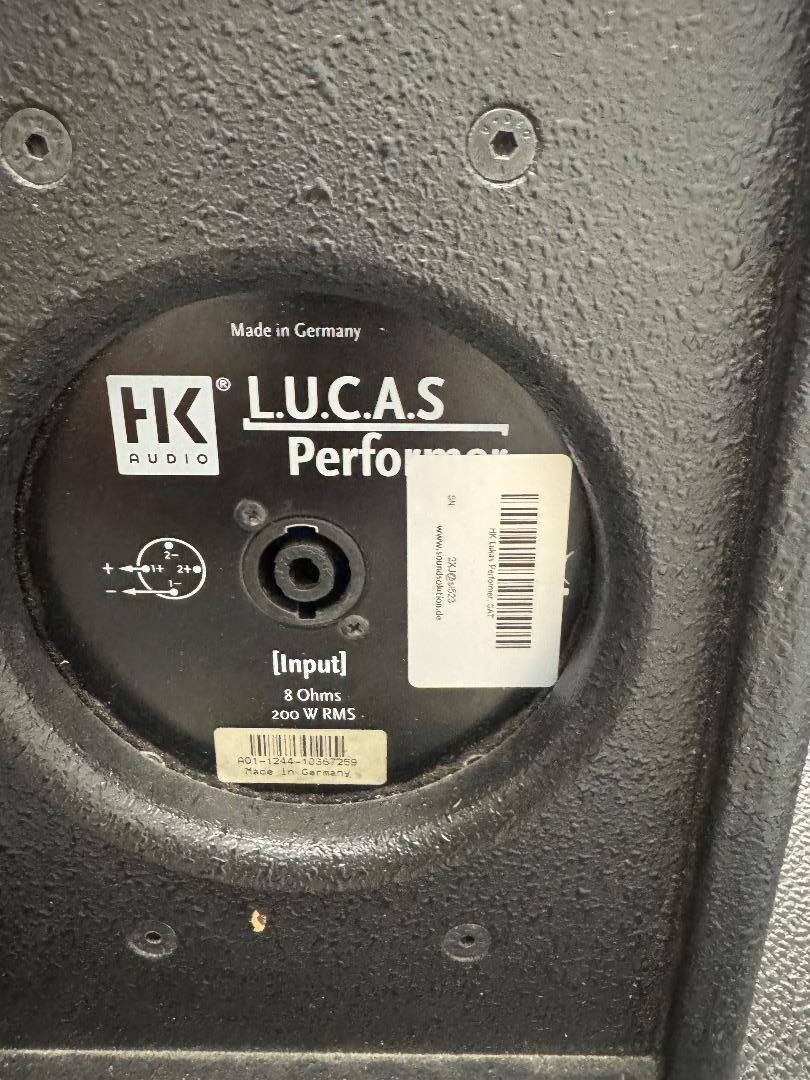 Made in Germany
HK ®
AUDIO
L.U.C.A.S
Performer
2-
+ 1+ 2+
- 1-
[Input]
8 Ohms
200 W RMS
A01-1244-10367259
Made in Germany
HK Lukas Performer, SAT
www.soundsolution.de
SN: